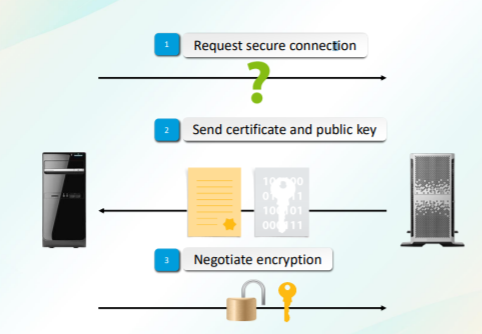 1
Request secure connection
2
Send certificate and public key
3
Negotiate encryption